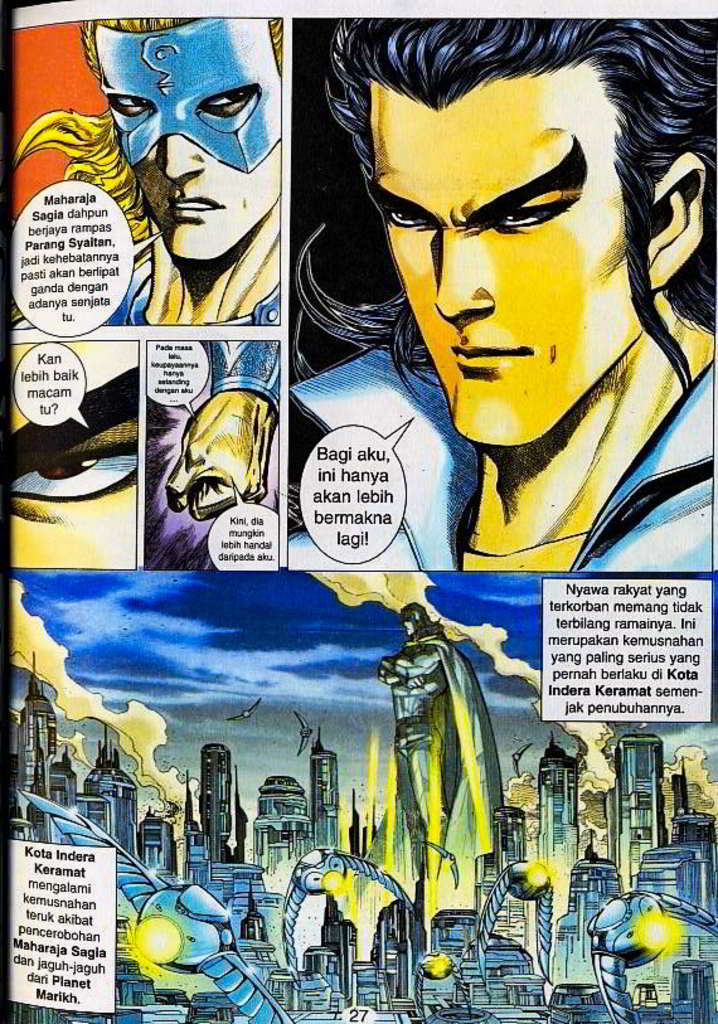 Maharaja
Sagia dahpun
berjaya rampas
Parang Syaitan,
jadi kehebatannya
pasti akan berlipat
ganda dengan
adanya senjata
tu.
Kan
lebih baik
macam
tu?
Pada masa
lalu,
keupayaannya
hanya
setanding
dengan aku
...
Kini, dia
mungkin
lebih handal
daripada aku.
Bagi aku,
ini hanya
akan lebih
bermakna
lagi!
Nyawa rakyat yang
terkorban memang tidak
terbilang ramainya. Ini
merupakan kemusnahan
yang paling serius yang
pernah berlaku di Kota
Indera Keramat semen-
jak penubuhannya.
Kota Indera
Keramat
mengalami
kemusnahan
teruk akibat
pencerobohan
Maharaja Sagia
dan jaguh-jaguh
dari Planet
Marikh.
27